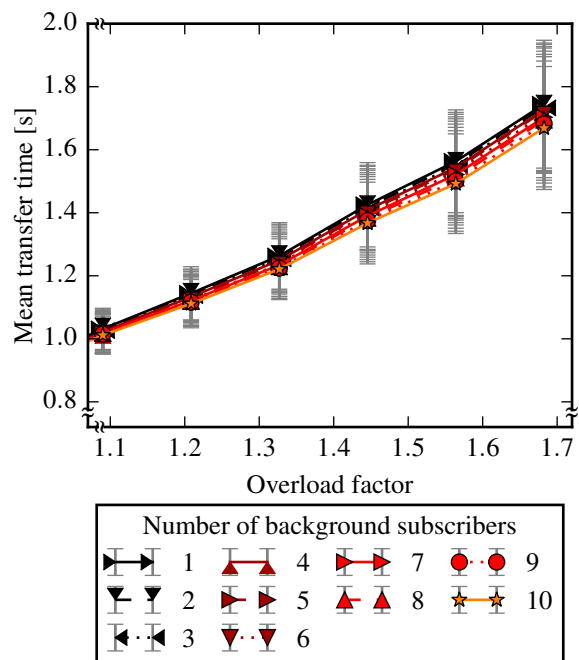 2.0
1.8
1.6
1.4
1.2
1.0
0.8
Mean transfer time [s]
1.1 1.2 1.3 1.4 1.5 1.6 1.7
Overload factor
Number of background subscribers
1 4 7 9
2 5 8 10
3 6